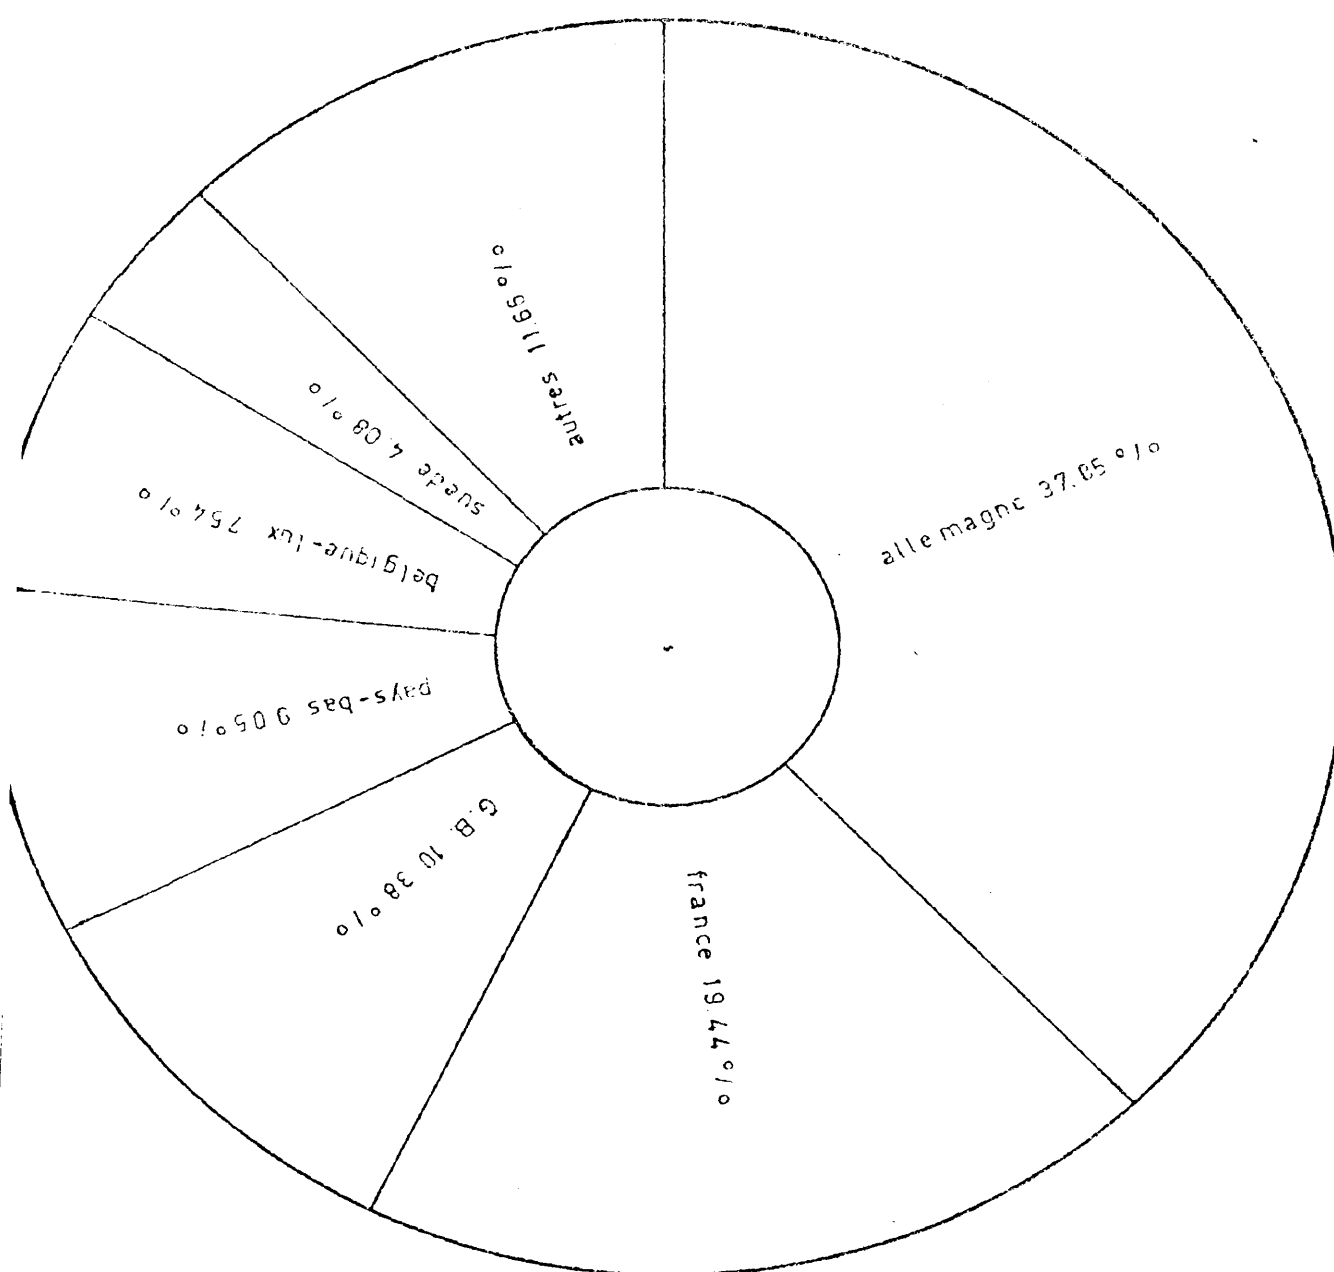 allemagne 37.85 %
france 19.44 %
G.B. 10 38 %
pays-bas 9 05 %
belgique-lux 7 54 %
suede 4.08 %
autres 11.65 %